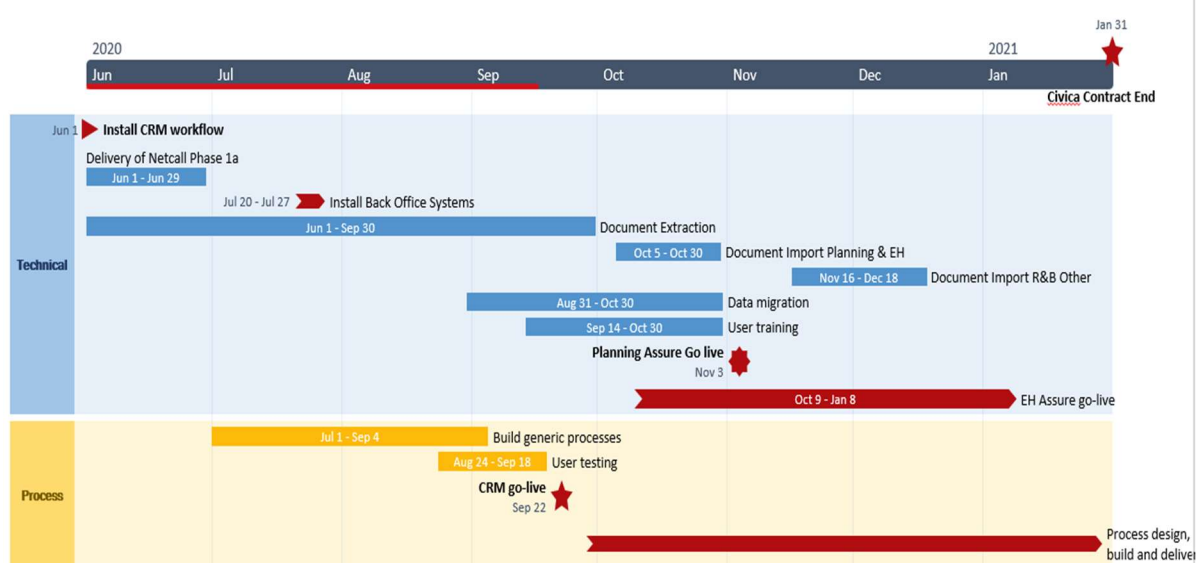 Jan 31
2020
2021
Jun Jul Aug Sep Oct Nov Dec Jan
Civica Contract End
Jun 1 Install CRM workflow
Delivery of Netcall Phase 1a
Jun 1 - Jun 29
Jul 20 - Jul 27 Install Back Office Systems
Jun 1 - Sep 30 Document Extraction
Oct 5 - Oct 30 Document Import Planning & EH
Technical
Nov 16 - Dec 18 Document Import R&B Other
Aug 31 - Oct 30 Data migration
Sep 14 - Oct 30 User training
Planning Assure Go live
Nov 3
Oct 9 - Jan 8 EH Assure go-live
Jul 1 - Sep 4 Build generic processes
Aug 24 - Sep 18 User testing
CRM go-live
Process
Sep 22
Process design,
build and deliver